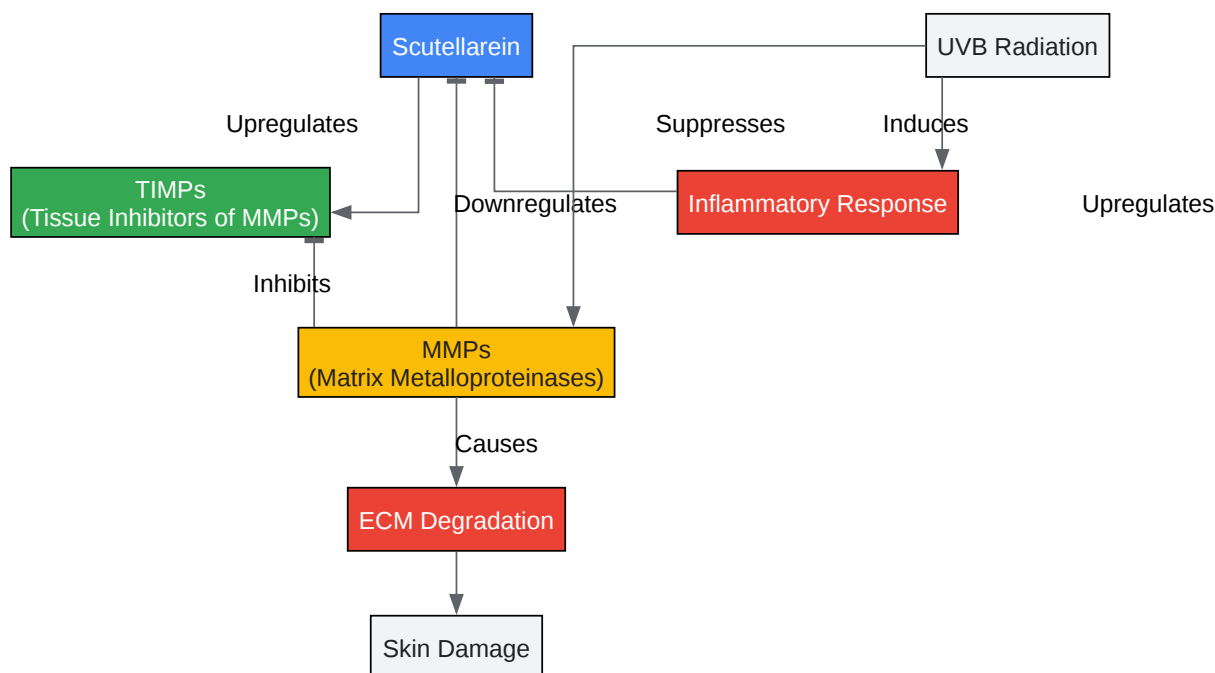 Scutellarein
UVB Radiation
Upregulates
Suppresses
Induces
TIMPs
(Tissue Inhibitors of MMPs)
Downregulates
Inflammatory Response
Upregulates
Inhibits
MMPs
(Matrix Metalloproteinases)
Causes
ECM Degradation
Skin Damage